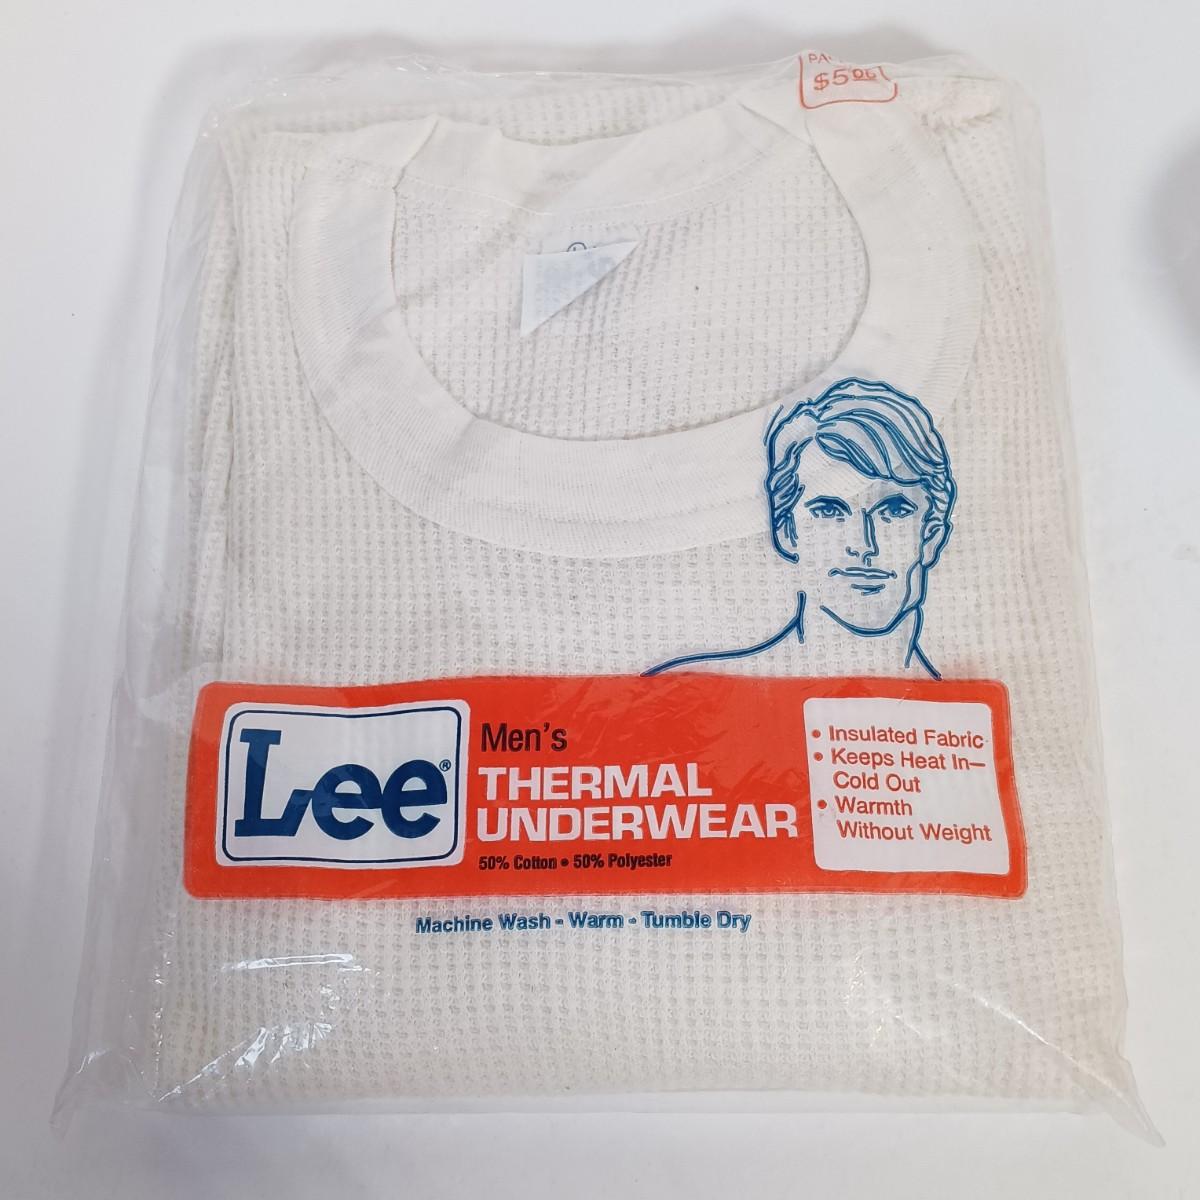 $5.06
Lee®
Men's
THERMAL
UNDERWEAR
50% Cotton • 50% Polyester
• Insulated Fabric
• Keeps Heat In—
Cold Out
• Warmth
Without Weight
Machine Wash - Warm - Tumble Dry